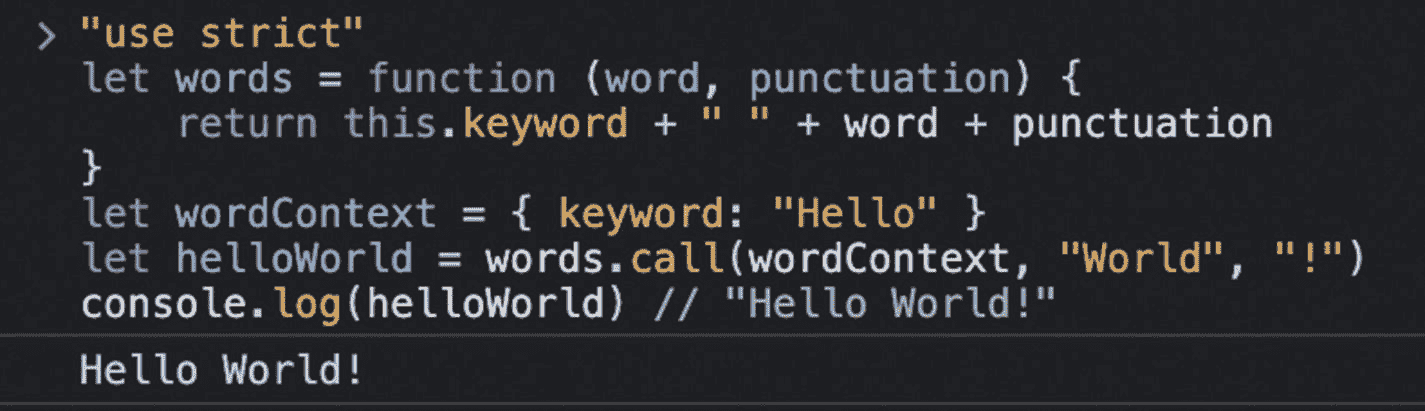 > "use strict"
let words = function (word, punctuation) {
    return this.keyword + " " + word + punctuation
}
let wordContext = { keyword: "Hello" }
let helloWorld = words.call(wordContext, "World", "!")
console.log(helloWorld) // "Hello World!"
Hello World!